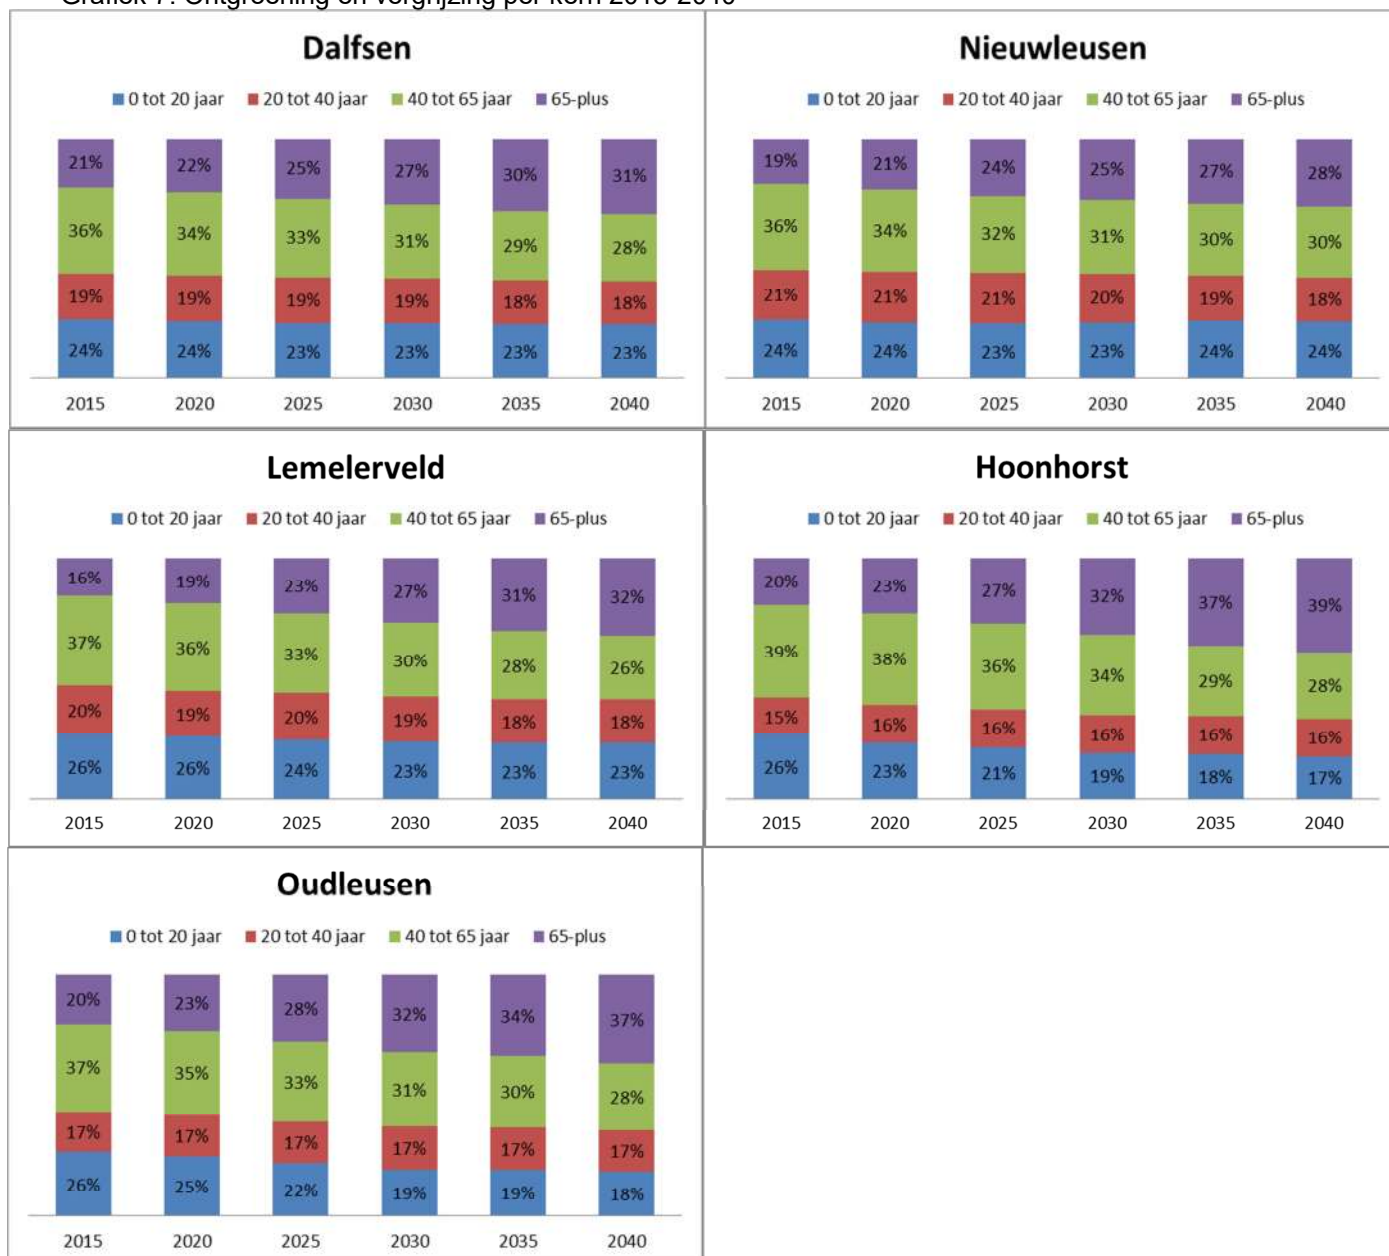 Grafiek 7. Ontgroening en vergrijzing per kern 2015-2040
Dalfsen
0 tot 20 jaar 20 tot 40 jaar 40 tot 65 jaar 65-plus
21% 22% 25% 27% 30% 31%
36% 34% 33% 31% 29% 28%
19% 19% 19% 19% 18% 18%
24% 24% 23% 23% 23% 23%
2015 2020 2025 2030 2035 2040
Nieuwleusen
0 tot 20 jaar 20 tot 40 jaar 40 tot 65 jaar 65-plus
19% 21% 24% 25% 27% 28%
36% 34% 32% 31% 30% 30%
21% 21% 21% 20% 19% 18%
24% 24% 23% 23% 24% 24%
2015 2020 2025 2030 2035 2040
Lemelerveld
0 tot 20 jaar 20 tot 40 jaar 40 tot 65 jaar 65-plus
16% 19% 23% 27% 31% 32%
37% 36% 33% 30% 28% 26%
20% 19% 20% 19% 18% 18%
26% 26% 24% 23% 23% 23%
2015 2020 2025 2030 2035 2040
Hoonhorst
0 tot 20 jaar 20 tot 40 jaar 40 tot 65 jaar 65-plus
20% 23% 27% 32% 37% 39%
39% 38% 36% 34% 29% 28%
15% 16% 16% 16% 16% 16%
26% 23% 21% 19% 18% 17%
2015 2020 2025 2030 2035 2040
Oudleusen
0 tot 20 jaar 20 tot 40 jaar 40 tot 65 jaar 65-plus
20% 23% 28% 32% 34% 37%
37% 35% 33% 31% 30% 28%
17% 17% 17% 17% 17% 17%
26% 25% 22% 19% 19% 18%
2015 2020 2025 2030 2035 2040